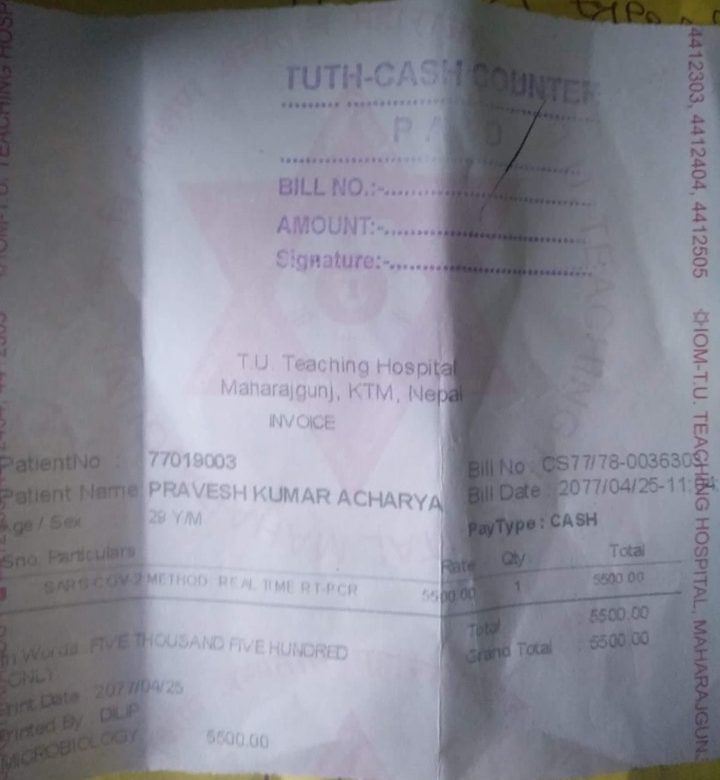 TUTH-CASH COUNTER
PAID
BILL NO.:-
AMOUNT:-
Signature:-
T.U. Teaching Hospital
Maharajgunj, KTM, Nepal
INVOICE
PatientNo : 77019003 Bill No : CS77/78-0036303
Patient Name PRAVESH KUMAR ACHARYA Bill Date : 2077/04/25-11:
Age / Sex 29 Y/M PayType : CASH
Sno. Particulars Rate Qty Total
SARS COV-2 METHOD: REAL TIME RT-PCR 5500.00 1 5500.00
Total : 5500.00
In Words FIVE THOUSAND FIVE HUNDRED Grand Total : 5500.00
ONLY
Print Date 2077/04/25
Printed By DILIP
MICROBIOLOGY 5500.00
4412303, 4412404, 4412505 IOM-T.U. TEACHING HOSPITAL, MAHARAJGUNJ